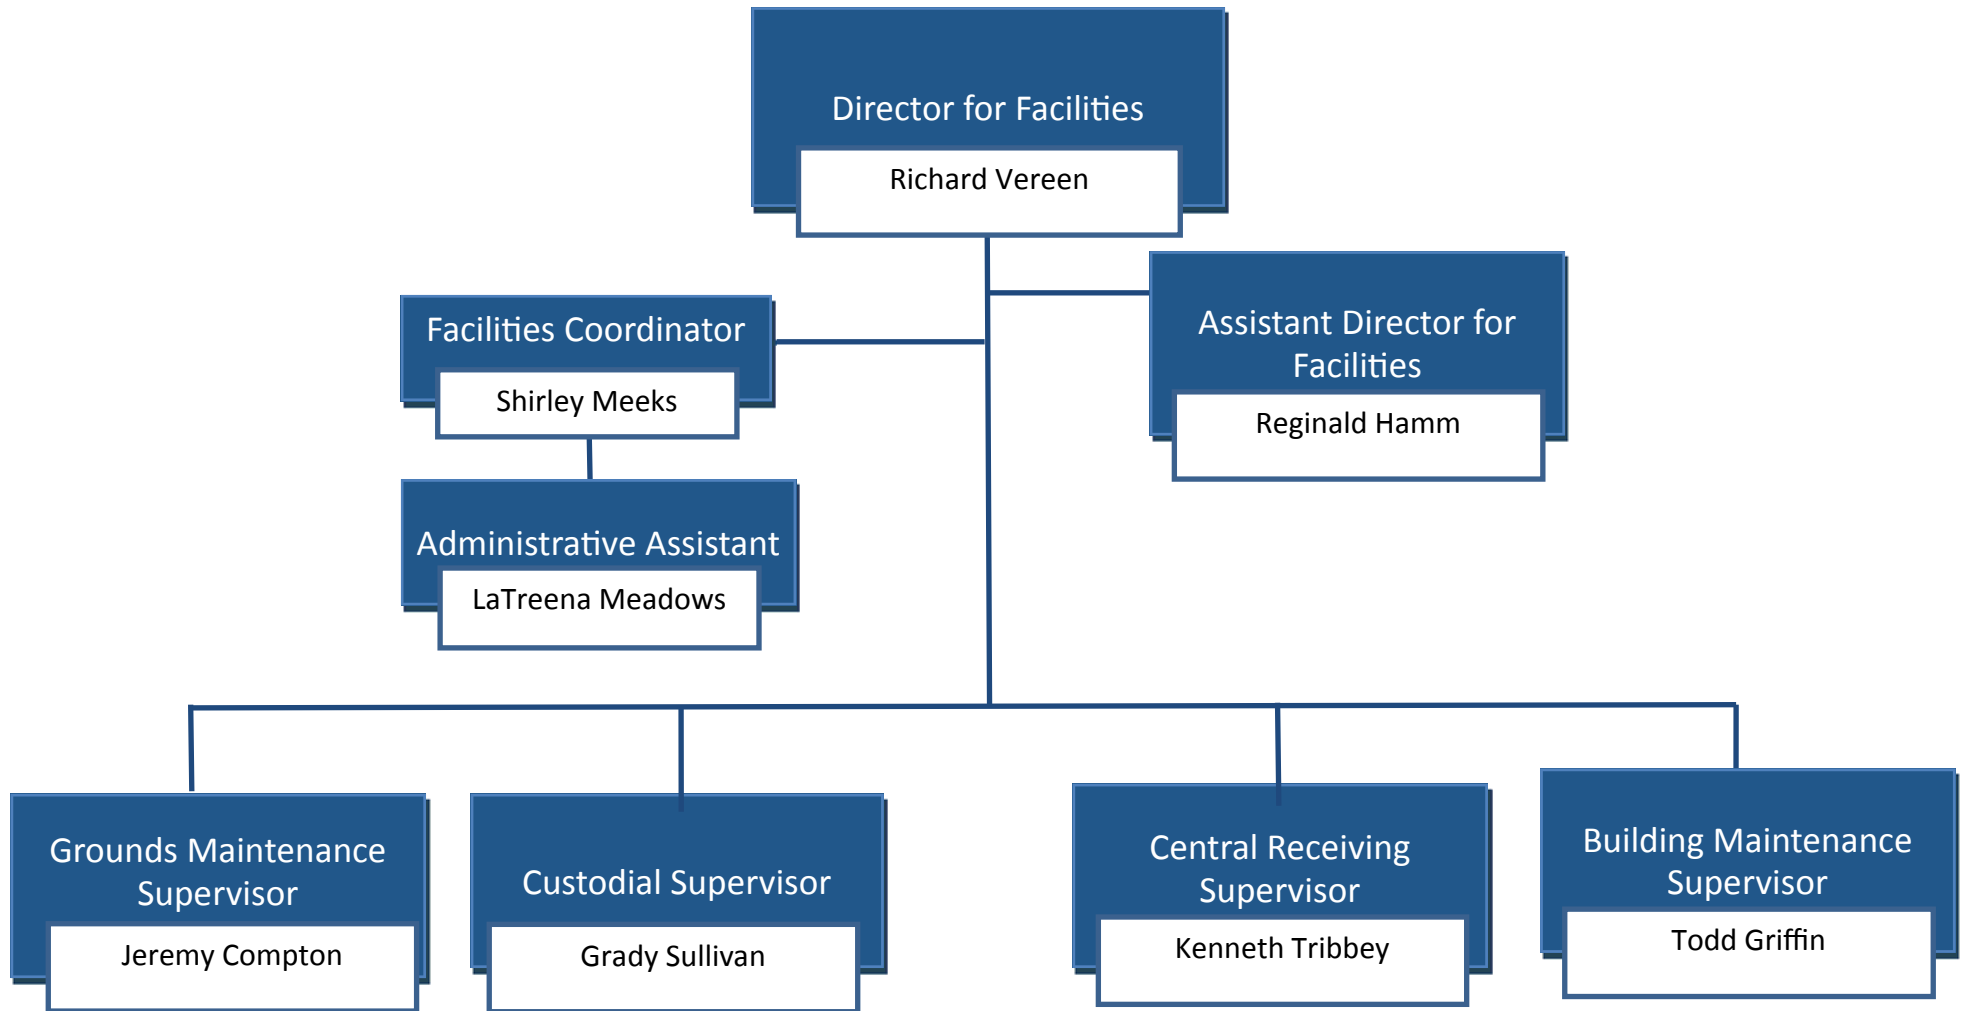 Director for Facilities
Richard Vereen
Assistant Director for
Facilities
Reginald Hamm
Facilities Coordinator
Shirley Meeks
Administrative Assistant
LaTreena Meadows
Grounds Maintenance
Supervisor
Jeremy Compton
Custodial Supervisor
Grady Sullivan
Central Receiving
Supervisor
Kenneth Tribbey
Building Maintenance
Supervisor
Todd Griffin